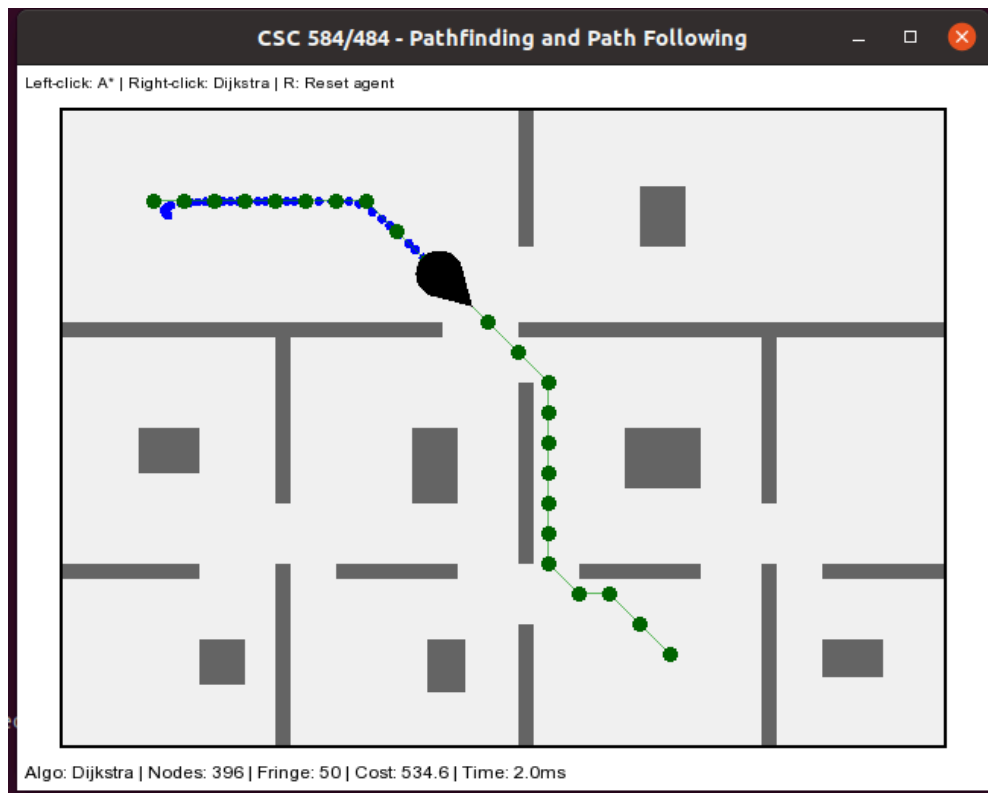 CSC 584/484 - Pathfinding and Path Following
Left-click: A* | Right-click: Dijkstra | R: Reset agent
Algo: Dijkstra | Nodes: 396 | Fringe: 50 | Cost: 534.6 | Time: 2.0ms